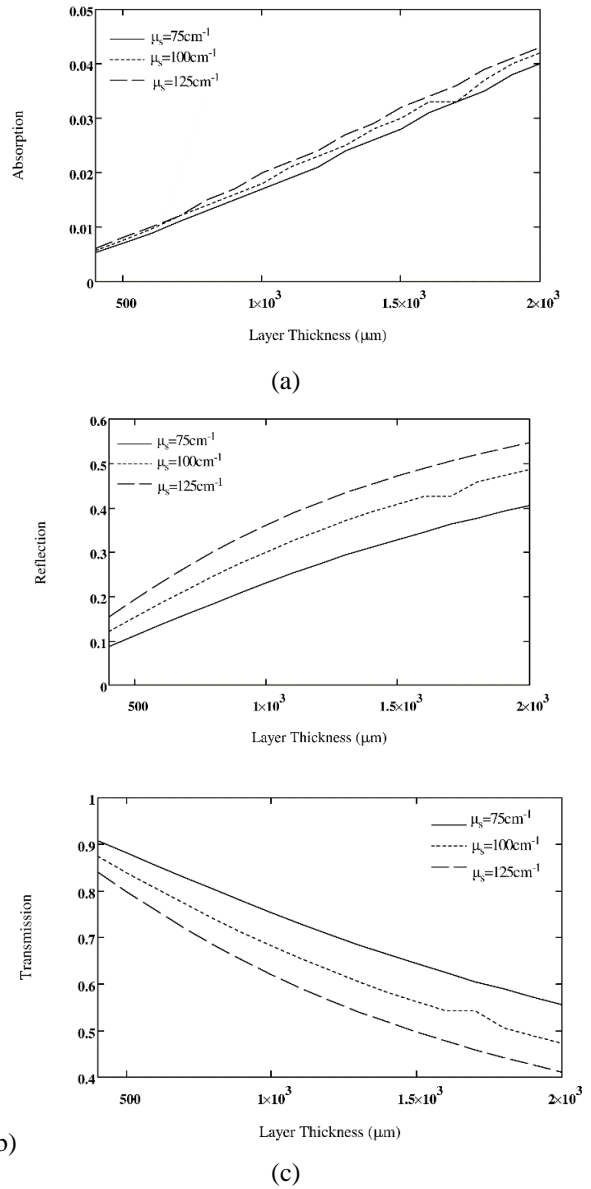 0.05
μs=75cm-1
μs=100cm-1
0.04
μs=125cm-1
0.03
Absorption
0.02
0.01
0
500
1×10³
1.5×10³
2×10³
Layer Thickness (μm)
(a)
0.6
μs=75cm-1
μs=100cm-1
0.5
μs=125cm-1
0.4
Reflection
0.3
0.2
0.1
0
500
1×10³
1.5×10³
2×10³
Layer Thickness (μm)
1
μs=75cm-1
μs=100cm-1
0.9
μs=125cm-1
0.8
Transmission
0.7
0.6
0.5
0.4
500
1×10³
1.5×10³
2×10³
Layer Thickness (μm)
b)
(c)